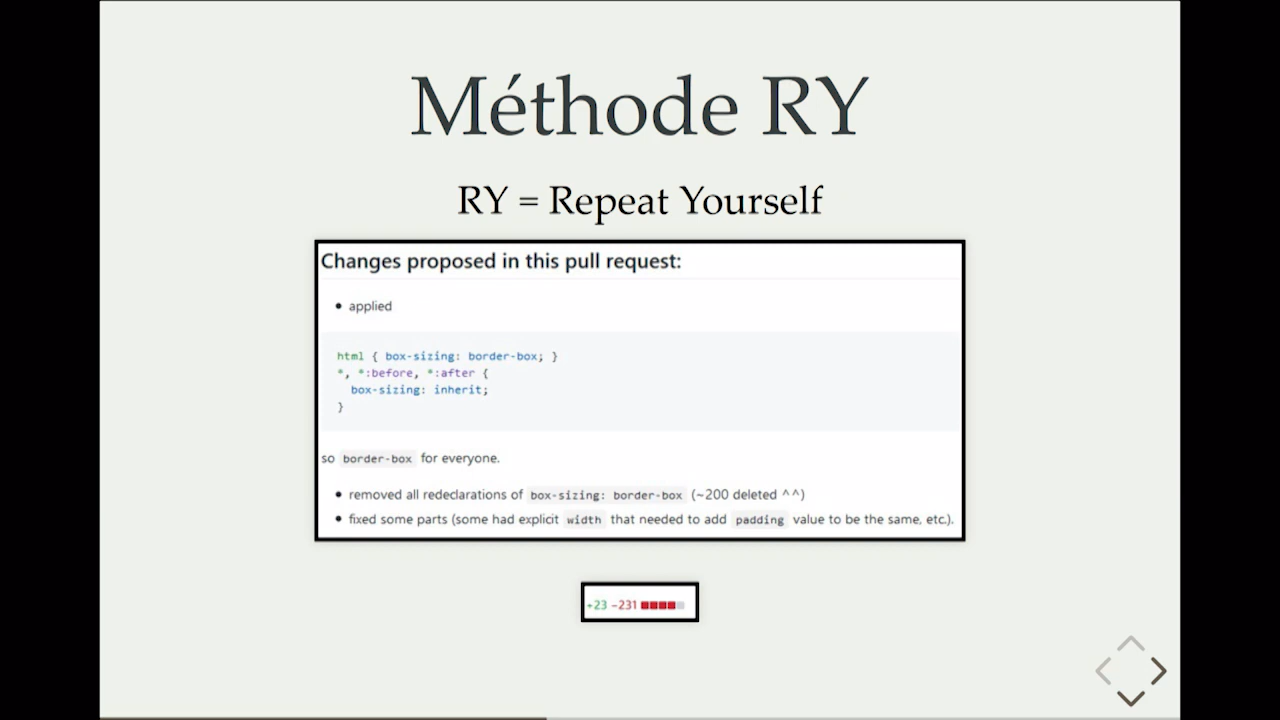 Méthode RY
RY = Repeat Yourself
Changes proposed in this pull request:
• applied
html { box-sizing: border-box; }
*, *:before, *:after {
  box-sizing: inherit;
}
so border-box for everyone.
• removed all redeclarations of box-sizing: border-box (~200 deleted ^^)
• fixed some parts (some had explicit width that needed to add padding value to be the same, etc.).
+23 −231